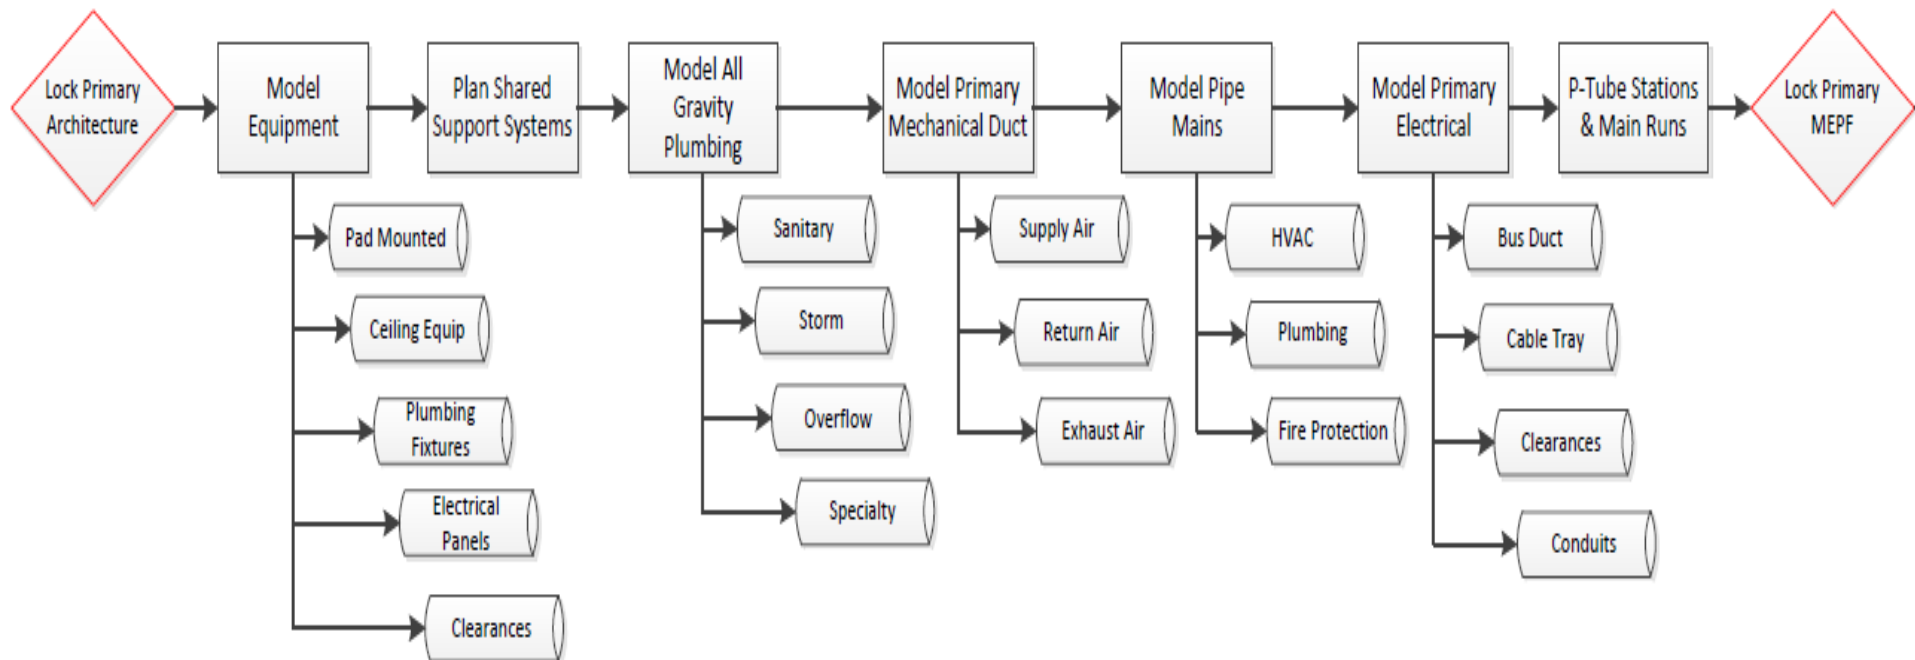 Lock Primary
Architecture
Model
Equipment
Plan Shared
Support Systems
Model All
Gravity
Plumbing
Model Primary
Mechanical Duct
Model Pipe
Mains
Model Primary
Electrical
P-Tube Stations
& Main Runs
Lock Primary
MEPF
Pad Mounted
Ceiling Equip
Plumbing
Fixtures
Electrical
Panels
Clearances
Sanitary
Storm
Overflow
Specialty
Supply Air
Return Air
Exhaust Air
HVAC
Plumbing
Fire Protection
Bus Duct
Cable Tray
Clearances
Conduits